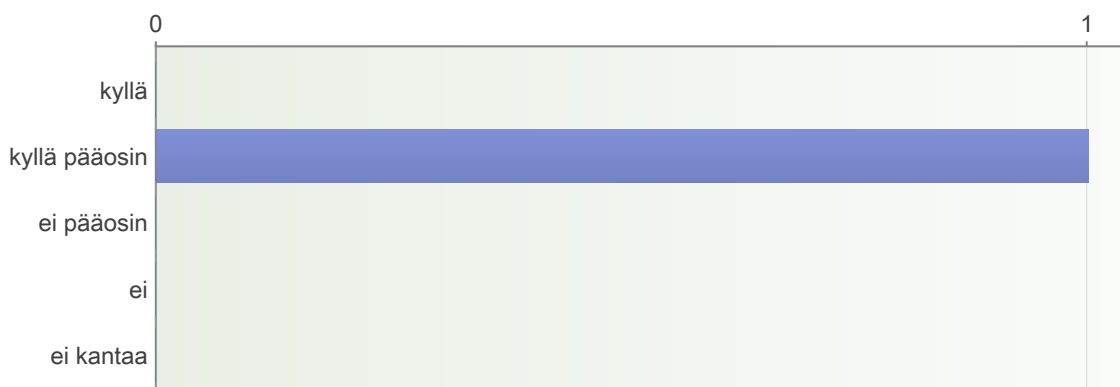 0 1
kyllä
kyllä pääosin
ei pääosin
ei
ei kantaa